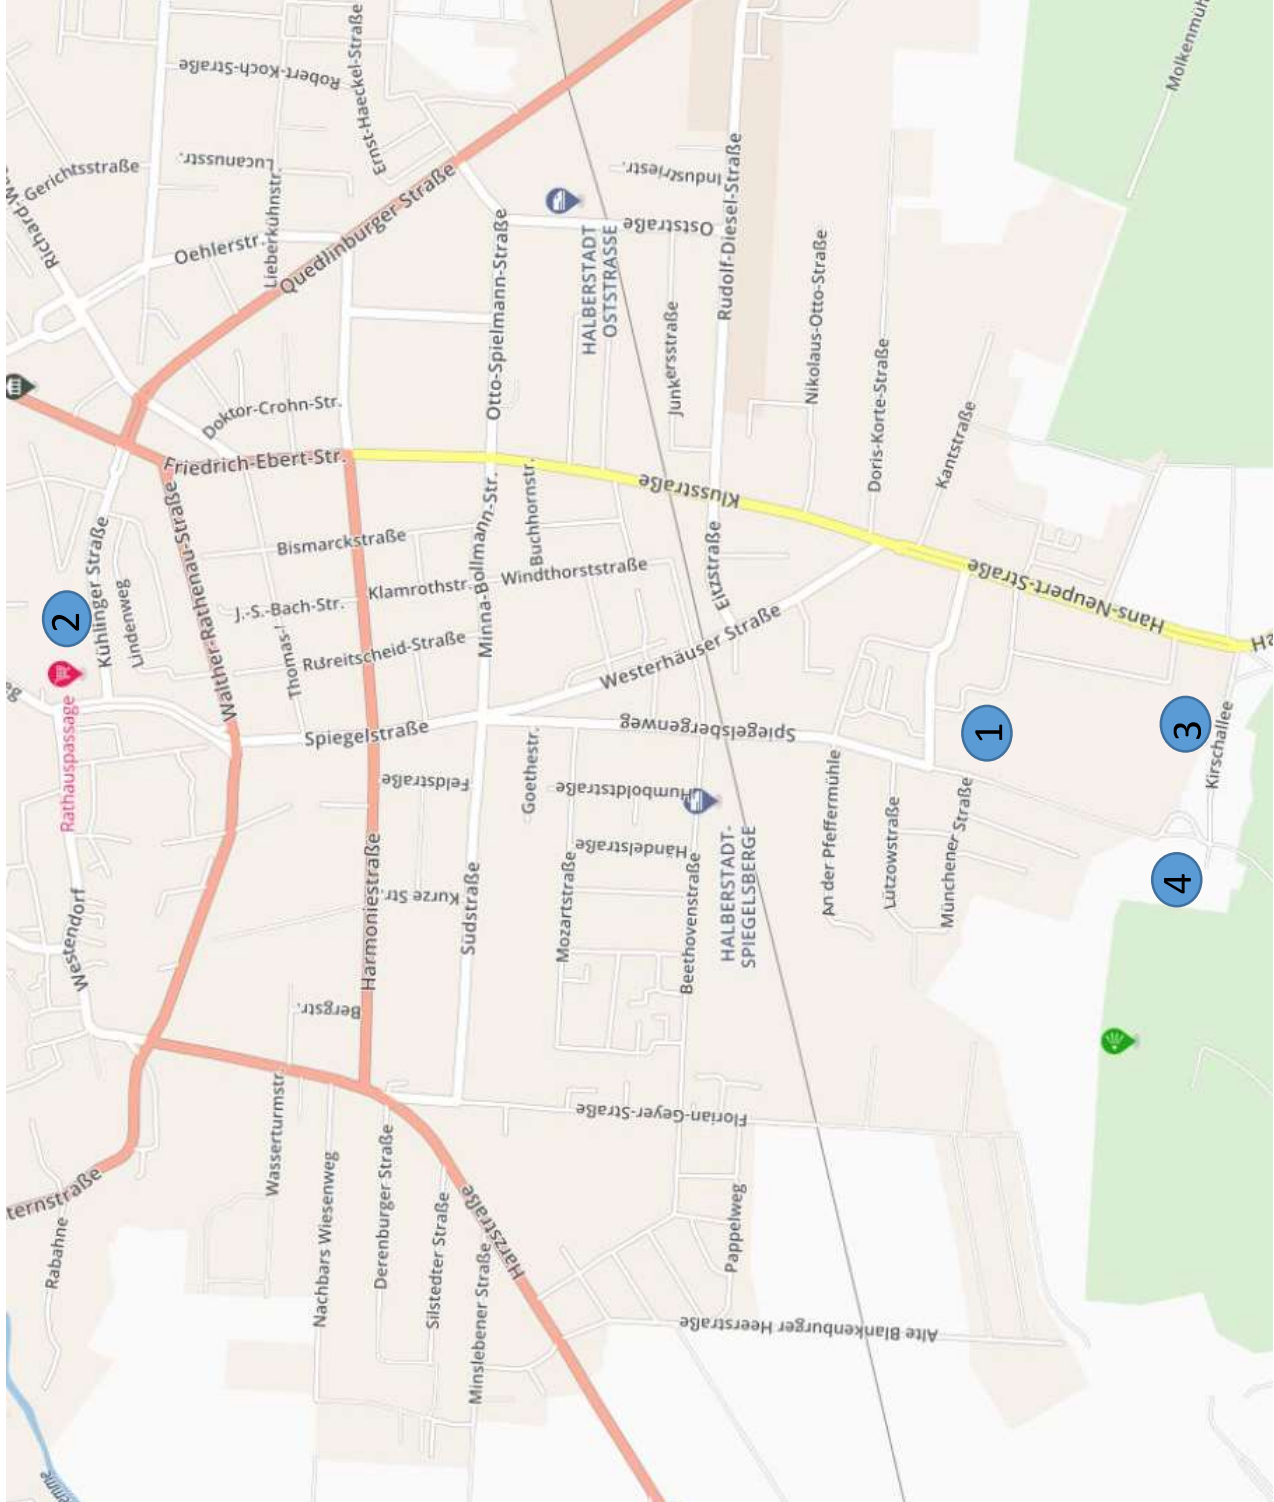 Robert-Koch-Straße
Ernst-Haeckel-Straße
Molkenmüh
Gerichtsstraße
Richard-W
Lucanusstr.
Lieberkühnstr.
Oehlerstr.
Quedlinburger Straße
Industriestr.
Oststraße
Rudolf-Diesel-Straße
HALBERSTADT
OSTSTRASSE
Otto-Spielmann-Straße
Junkersstraße
Nikolaus-Otto-Straße
Doris-Korte-Straße
Kantstraße
Doktor-Crohn-Str.
Friedrich-Ebert-Str.
Klusstraße
Walther-Rathenau-Straße
Kühlinger Straße
Lindenweg
2
Bismarckstraße
J.-S.-Bach-Str.
Klamrothstr.
Minna-Bollmann-Str.
Buchhornstr.
Windthorststraße
Eitzstraße
Westerhäuser Straße
Hans-Neupert-Straße
Thomas-
Rathauspassage
Spiegelstraße
Spiegelsbergenweg
1
3
Kirschallee
Feldstraße
Goethestr.
Humboldtstraße
Händelstraße
HALBERSTADT-
SPIEGELSBERGE
An der Pfeffermühle
Lützowstraße
Münchener Straße
4
Westendorf
Harmoniestraße
Kurze Str.
Südstraße
Mozartstraße
Beethovenstraße
Bergstr.
Wasserturmstr.
Florian-Geyer-Straße
ternstraße
Rabahne
Nachbars Wiesenweg
Derenburger Straße
Silstedter Straße
Minslebener Straße
Harzstraße
Pappelweg
Alte Blankenburger Heerstraße
emme